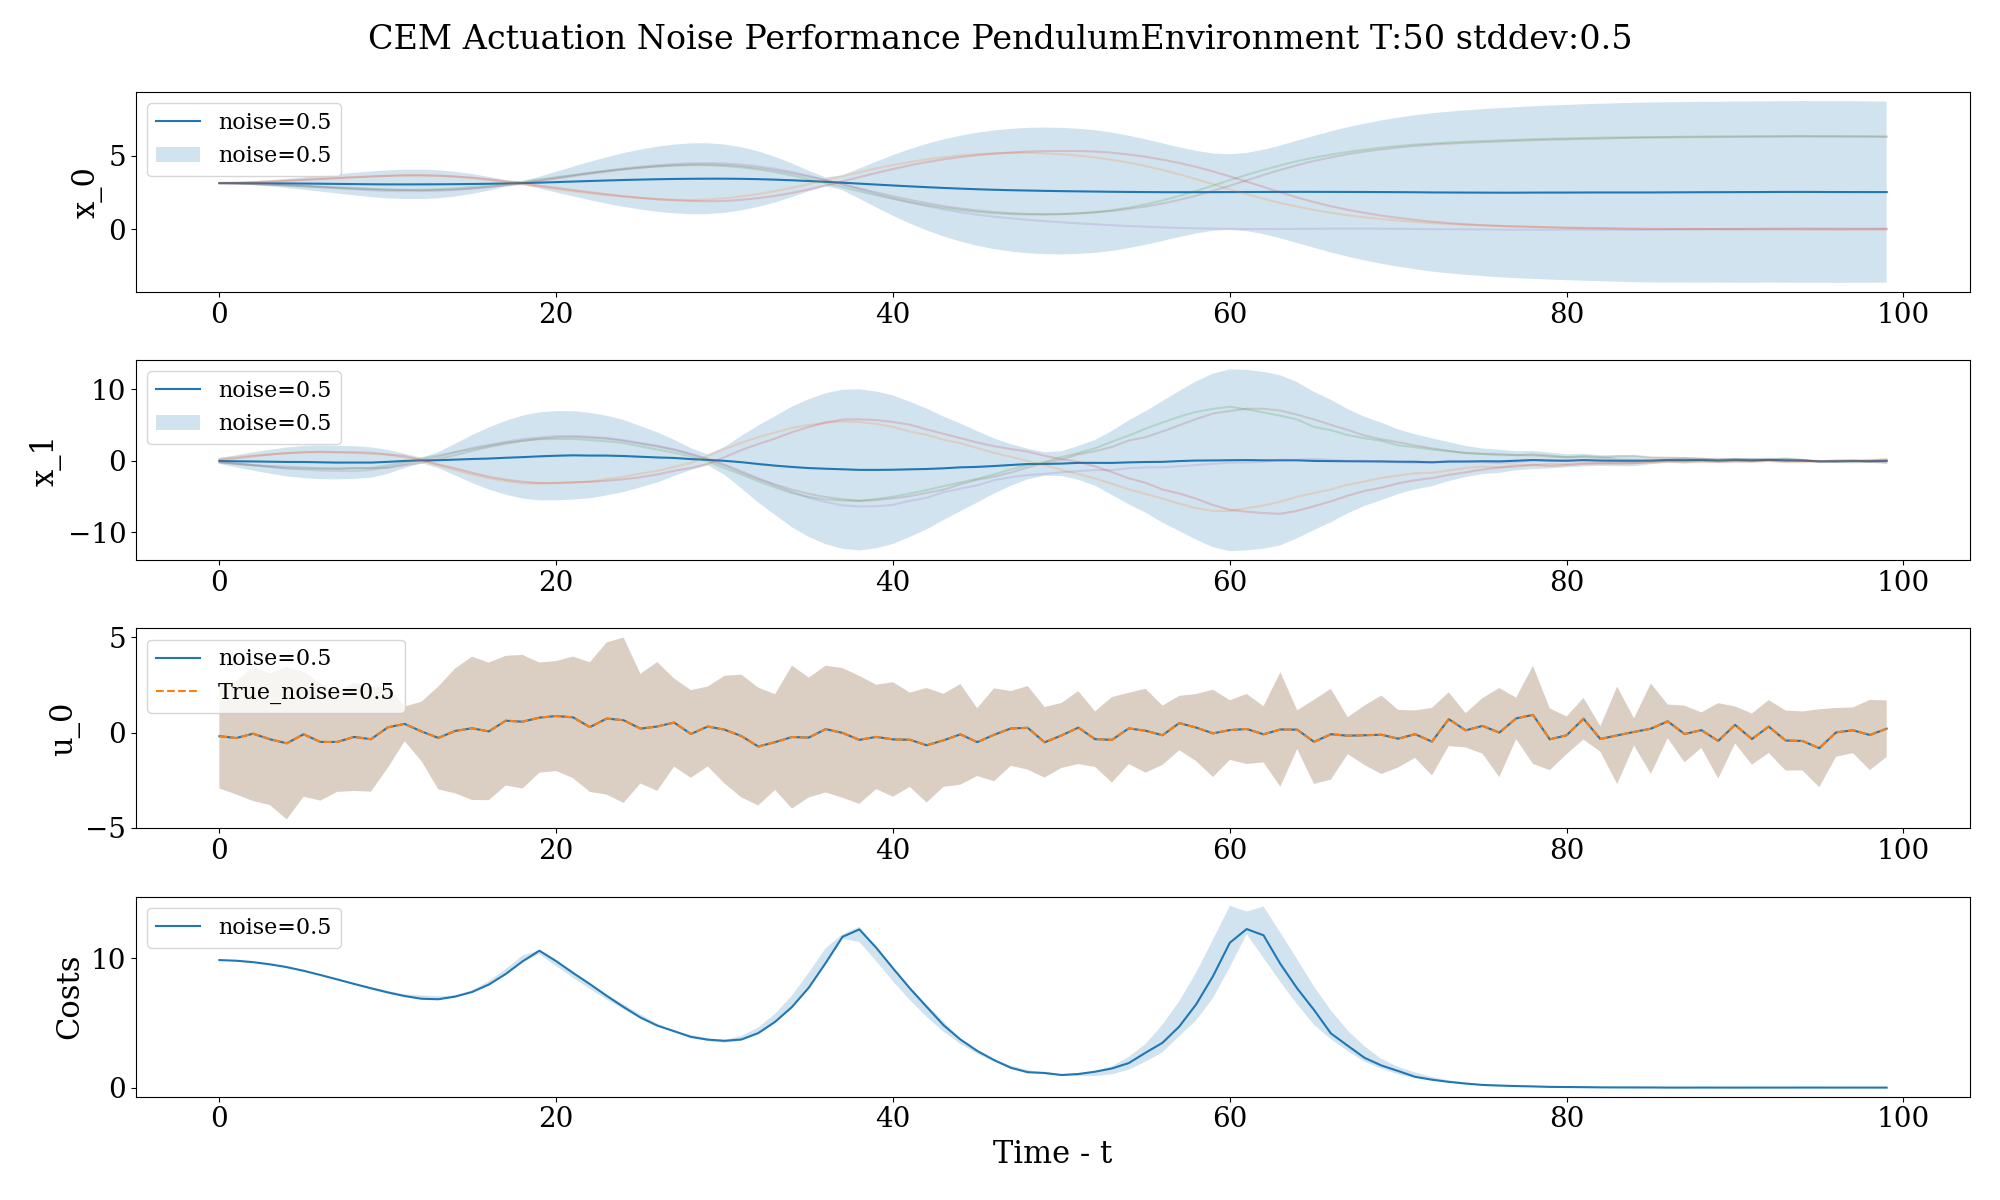 CEM Actuation Noise Performance PendulumEnvironment T:50 stddev:0.5
noise=0.5
noise=0.5
x_0
5
0
0 20 40 60 80 100
noise=0.5
noise=0.5
x_1
10
0
−10
0 20 40 60 80 100
noise=0.5
True_noise=0.5
u_0
5
0
−5
0 20 40 60 80 100
noise=0.5
Costs
10
0
0 20 40 60 80 100
Time - t